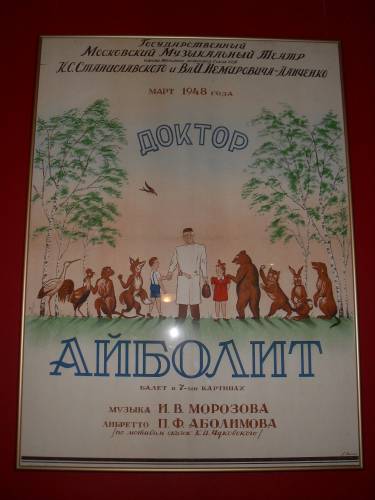 Государственный
Московский Музыкальный Театр
К.С. Станиславского и Вл.И. Немировича-Данченко
МАРТ 1948 ГОДА
ДОКТОР
АЙБОЛИТ
БАЛЕТ в 7-ми КАРТИНАХ
МУЗЫКА И. В. МОРОЗОВА
ЛИБРЕТТО П. Ф. АБОЛИМОВА
/по мотивам сказок К.И. Чуковского/